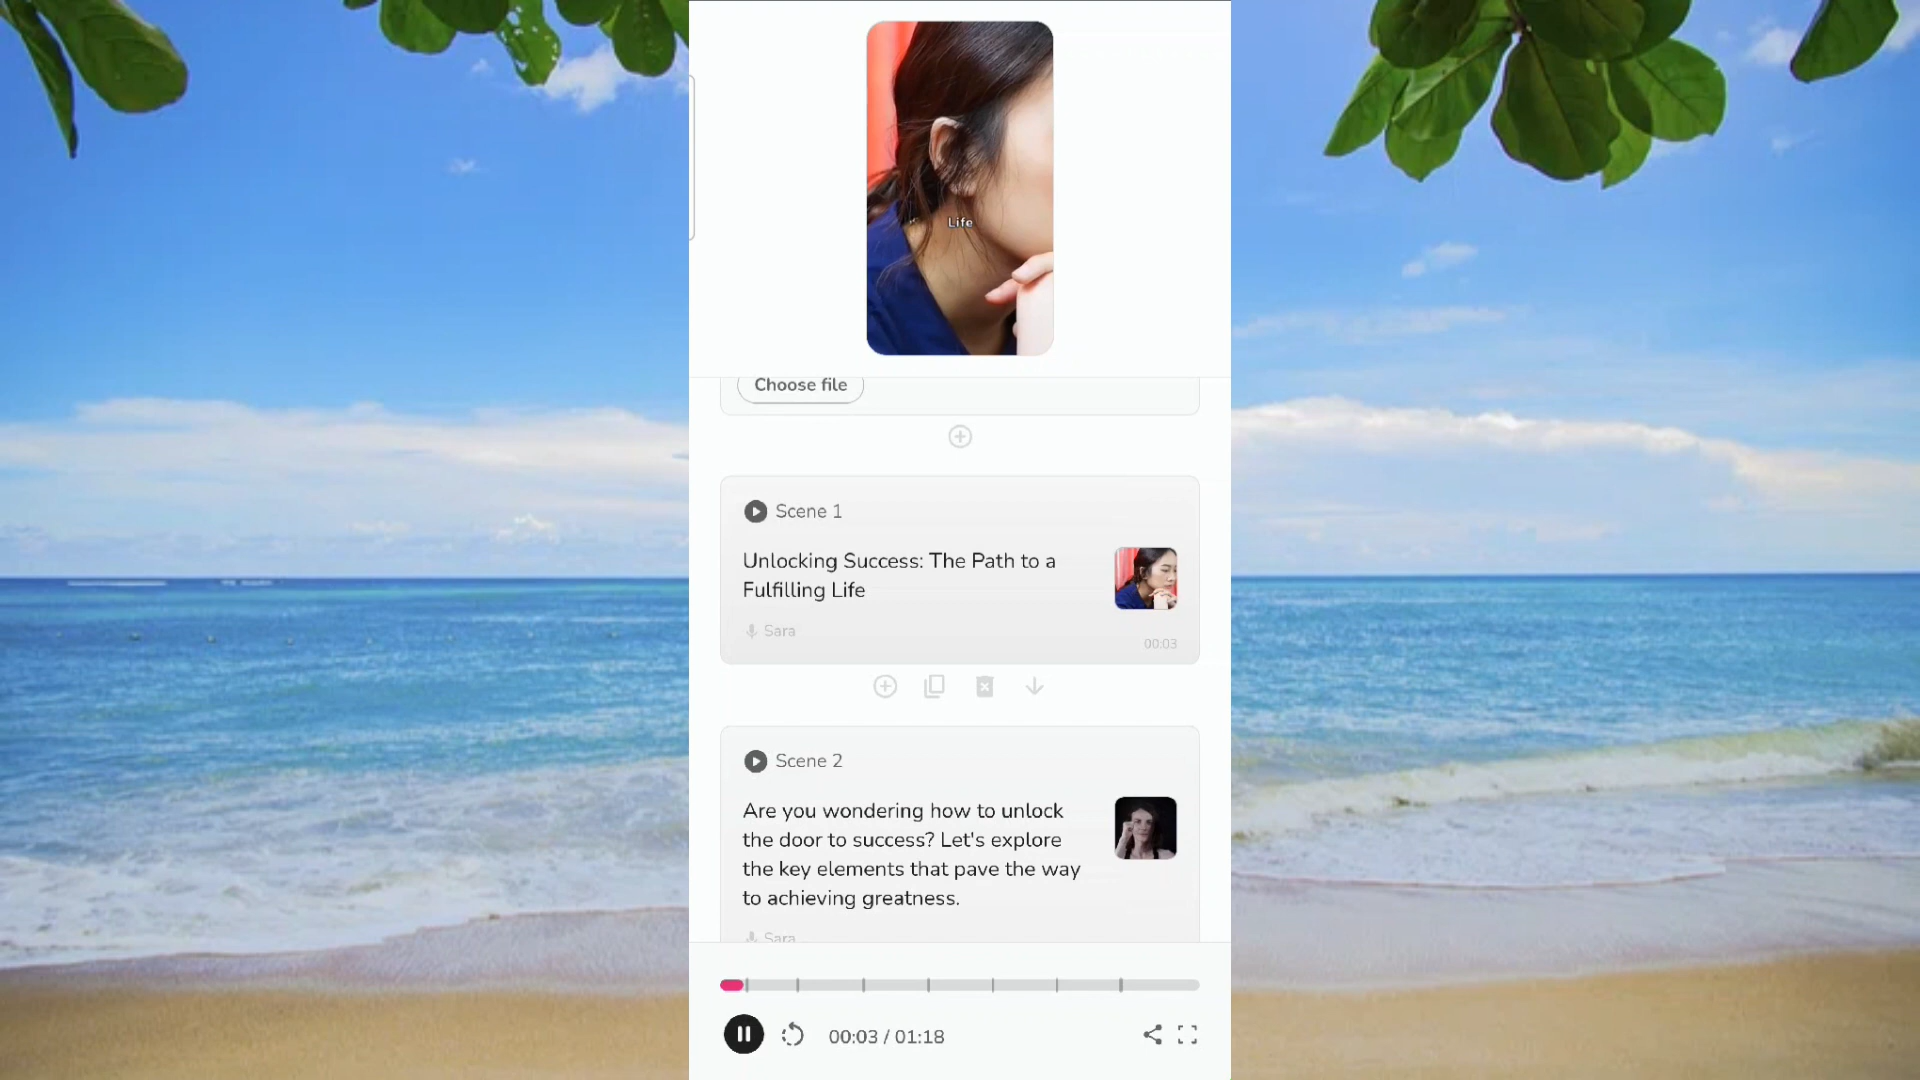 Life
Choose file
Scene 1
Unlocking Success: The Path to a
Fulfilling Life
Sara
00:03
Scene 2
Are you wondering how to unlock
the door to success? Let's explore
the key elements that pave the way
to achieving greatness.
Sara
00:03 / 01:18